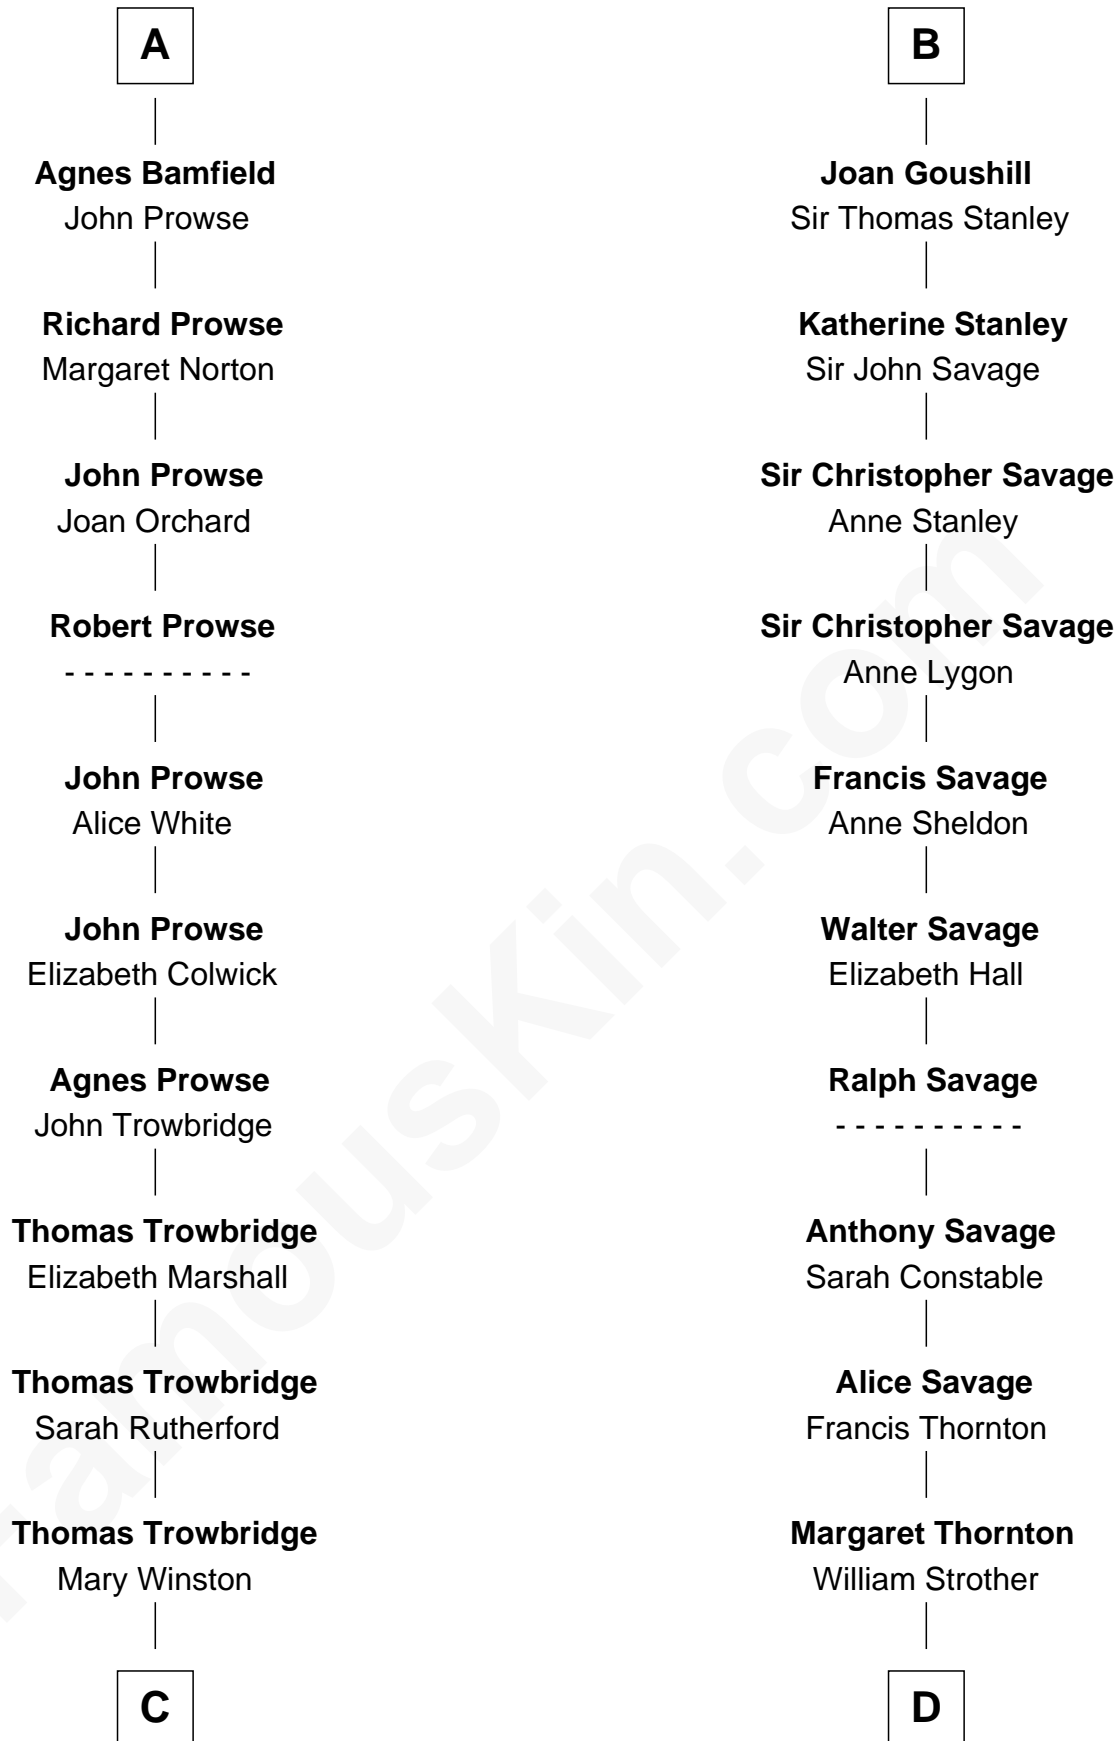 A
Agnes Bamfield
John Prowse
Richard Prowse
Margaret Norton
John Prowse
Joan Orchard
Robert Prowse
- - - - - - - - - -
John Prowse
Alice White
John Prowse
Elizabeth Colwick
Agnes Prowse
John Trowbridge
Thomas Trowbridge
Elizabeth Marshall
Thomas Trowbridge
Sarah Rutherford
Thomas Trowbridge
Mary Winston
C
B
Joan Goushill
Sir Thomas Stanley
Katherine Stanley
Sir John Savage
Sir Christopher Savage
Anne Stanley
Sir Christopher Savage
Anne Lygon
Francis Savage
Anne Sheldon
Walter Savage
Elizabeth Hall
Ralph Savage
- - - - - - - - - -
Anthony Savage
Sarah Constable
Alice Savage
Francis Thornton
Margaret Thornton
William Strother
D
FamousKin.com